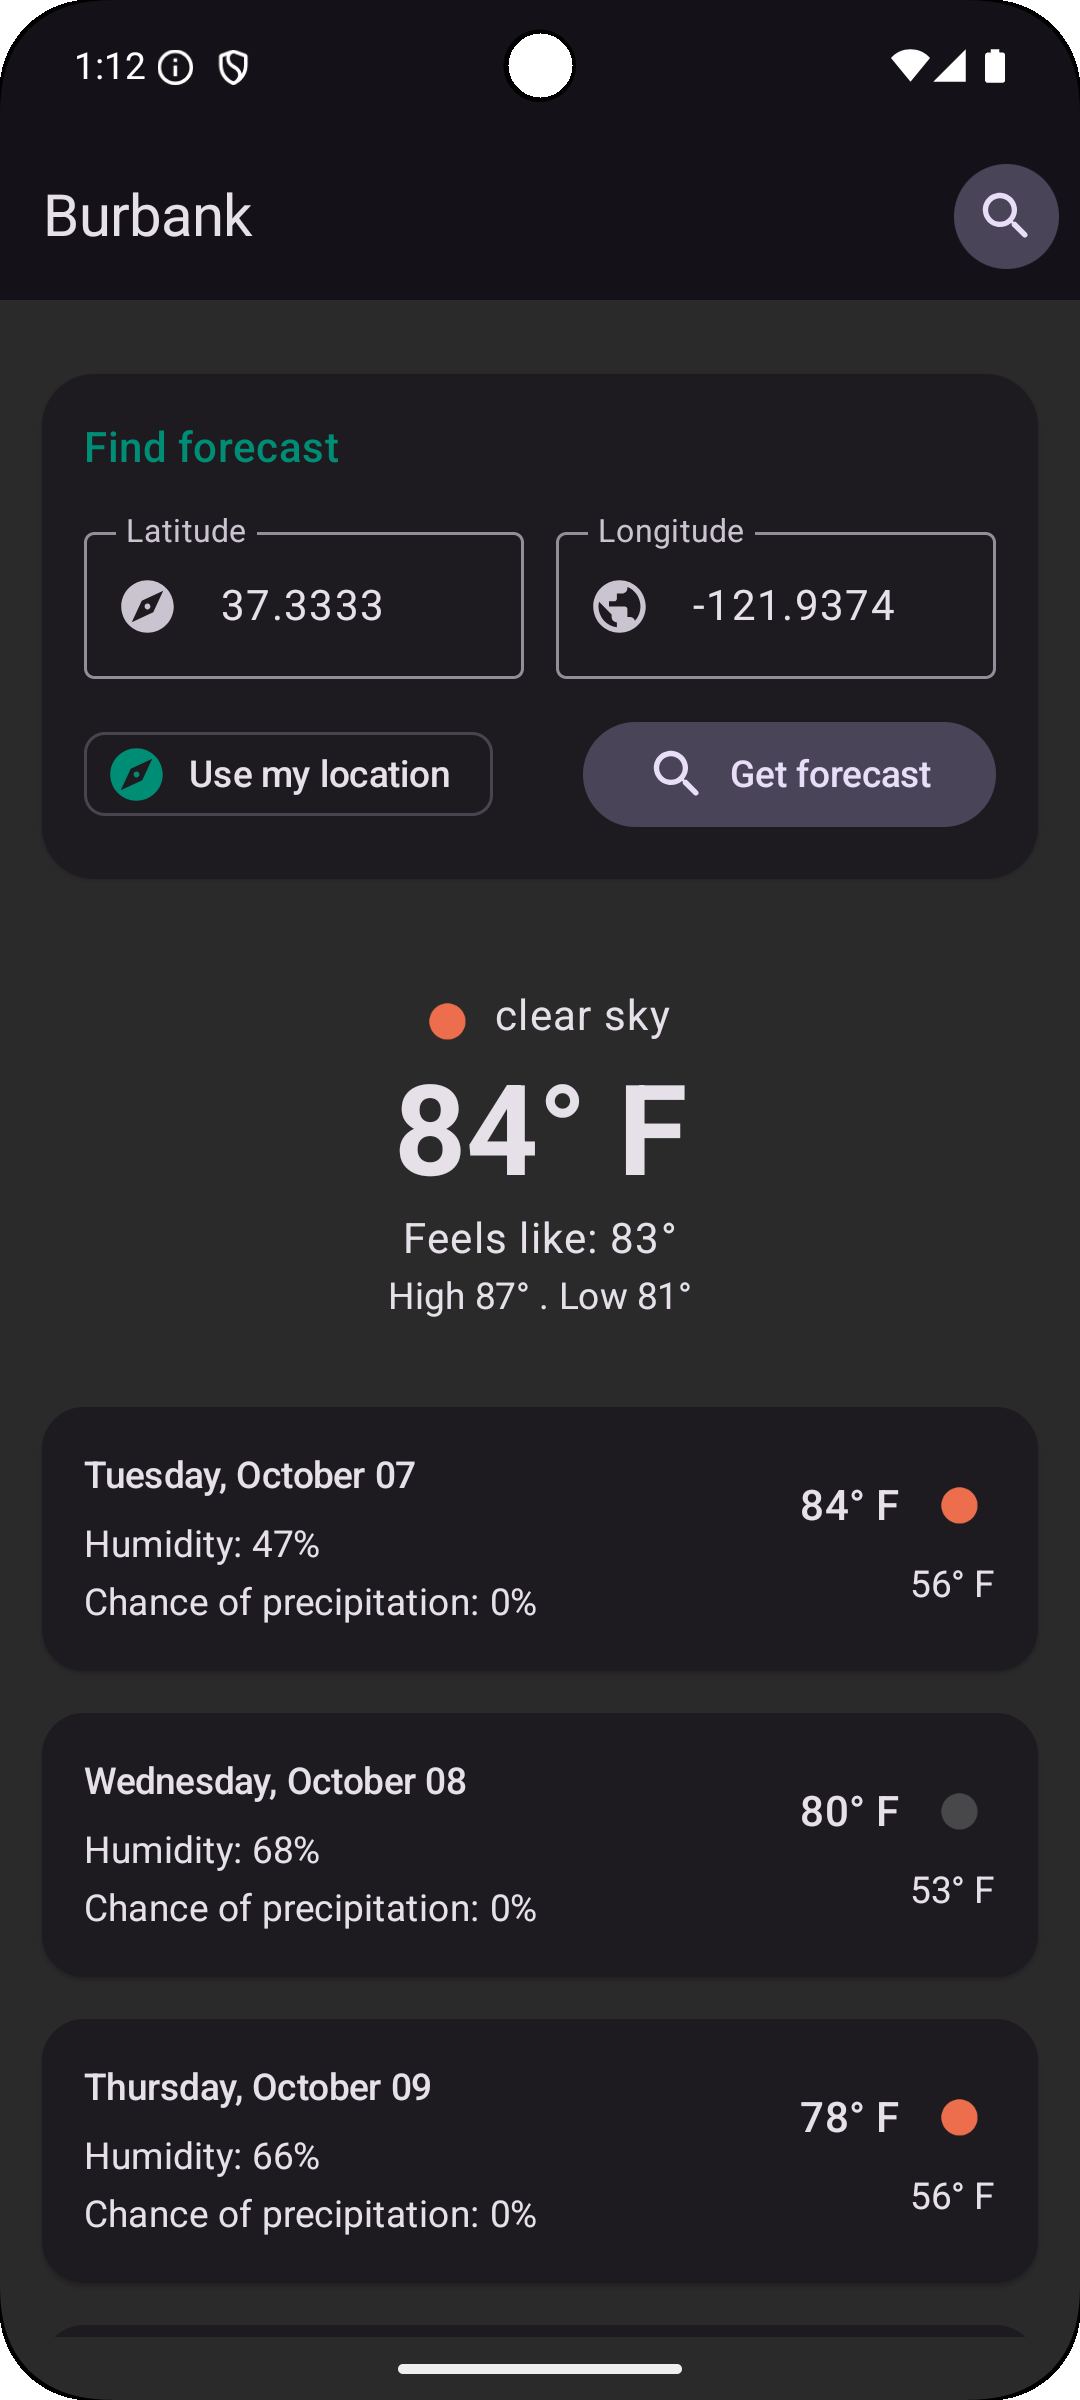 1:12
Burbank
Find forecast
Latitude
Longitude
37.3333
-121.9374
Use my location
Get forecast
clear sky
84° F
Feels like: 83°
High 87° . Low 81°
Tuesday, October 07
84° F
Humidity: 47%
56° F
Chance of precipitation: 0%
Wednesday, October 08
80° F
Humidity: 68%
53° F
Chance of precipitation: 0%
Thursday, October 09
78° F
Humidity: 66%
56° F
Chance of precipitation: 0%